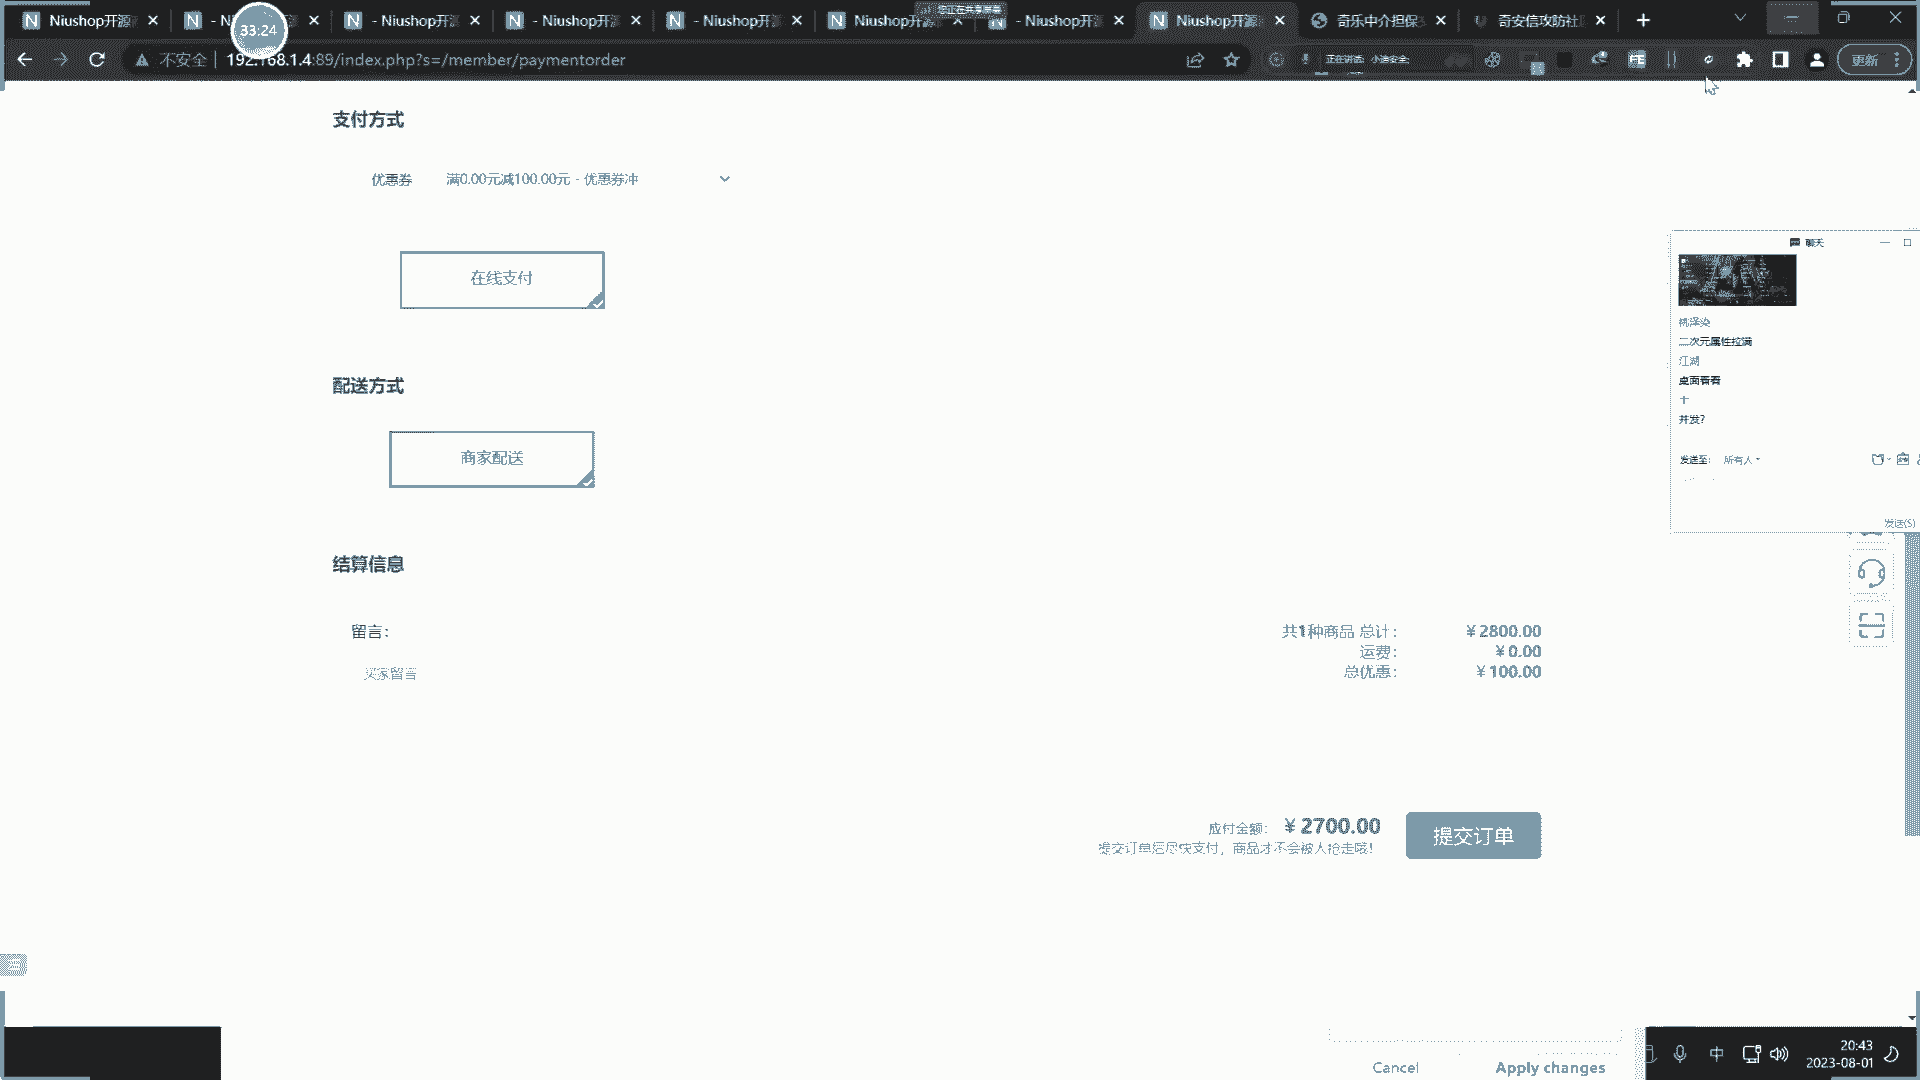 Niushop开源
- N
- Niushop开源
- Niushop开源
- Niushop开源
Niushop开源
- Niushop开源
Niushop开源
奇乐中介担保
奇安信攻防社区
33:24
不安全
192.168.1.4:89/index.php?s=/member/paymentorder
正在讲话: 小迪安全;
更新
支付方式
优惠券
满0.00元减100.00元 - 优惠券冲
在线支付
配送方式
商家配送
结算信息
留言：
买家留言
共1种商品 总计：
¥2800.00
运费：
¥0.00
总优惠：
¥100.00
应付金额：
¥2700.00
提交订单后尽快支付，商品才不会被人抢走哦！
提交订单
聊天
二次元属性拉满
江湖
桌面看看
十
并发?
发送至:
所有人
发送(S)
Cancel
Apply changes
中
20:43
2023-08-01